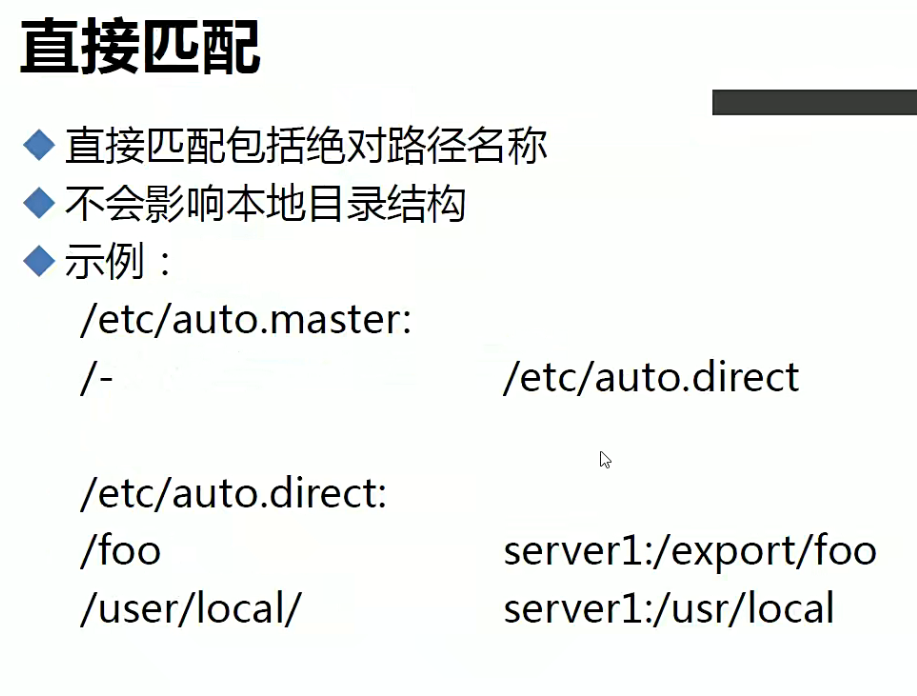 直接匹配
直接匹配包括绝对路径名称
不会影响本地目录结构
示例：
/etc/auto.master:
/- /etc/auto.direct
/etc/auto.direct:
/foo server1:/export/foo
/user/local/ server1:/usr/local